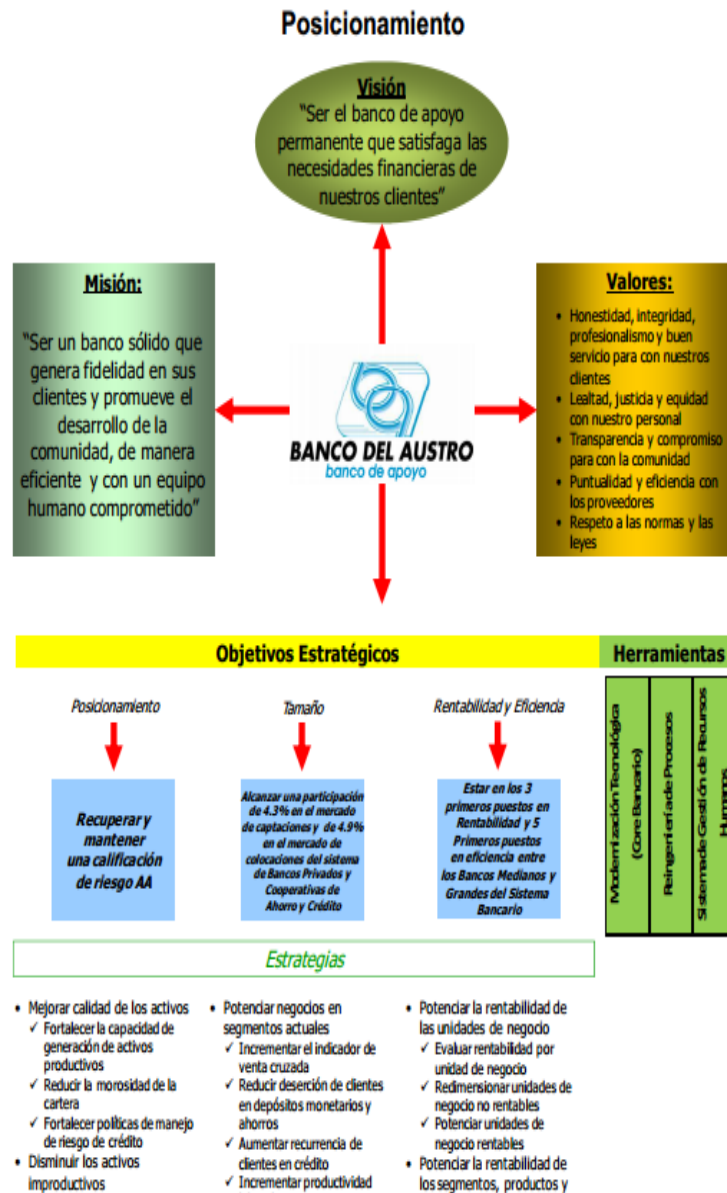 Posicionamiento
Visión
“Ser el banco de apoyo
permanente que satisfaga las
necesidades financieras de
nuestros clientes”
Misión:
“Ser un banco sólido que
genera fidelidad en sus
clientes y promueve el
desarrollo de la
comunidad, de manera
eficiente y con un equipo
humano comprometido”
BANCO DEL AUSTRO
banco de apoyo
Valores:
• Honestidad, integridad,
profesionalismo y buen
servicio para con nuestros
clientes
• Lealtad, justicia y equidad
con nuestro personal
• Transparencia y compromiso
para con la comunidad
• Puntualidad y eficiencia con
los proveedores
• Respeto a las normas y las
leyes
Objetivos Estratégicos
Herramientas
Posicionamiento
Recuperar y
mantener
una calificación
de riesgo AA
Tamaño
Alcanzar una participación
de 4.3% en el mercado
de captaciones y de 4.9%
en el mercado de
colocaciones del sistema
de Bancos Privados y
Cooperativas de
Ahorro y Crédito
Rentabilidad y Eficiencia
Estar en los 3
primeros puestos en
Rentabilidad y 5
Primeros puestos
en eficiencia entre
los Bancos Medianos y
Grandes del Sistema
Bancario
Modernización Tecnológica
(Core Bancario)
Reingeniería de Procesos
Sistema de Gestión de Recursos
Humanos
Estrategias
• Mejorar calidad de los activos
✓ Fortalecer la capacidad de
generación de activos
productivos
✓ Reducir la morosidad de la
cartera
✓ Fortalecer políticas de manejo
de riesgo de crédito
• Disminuir los activos
improductivos
• Potenciar negocios en
segmentos actuales
✓ Incrementar el indicador de
venta cruzada
✓ Reducir deserción de clientes
en depósitos monetarios y
ahorros
✓ Aumentar recurrencia de
clientes en crédito
✓ Incrementar productividad
• Potenciar la rentabilidad de
las unidades de negocio
✓ Evaluar rentabilidad por
unidad de negocio
✓ Redimensionar unidades de
negocio no rentables
✓ Potenciar unidades de
negocio rentables
• Potenciar la rentabilidad de
los segmentos, productos y